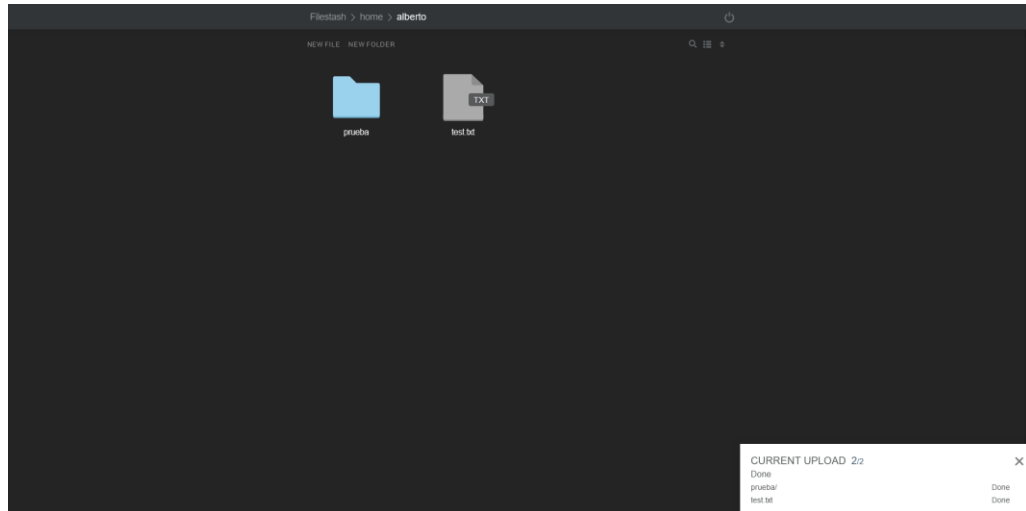 Filestash > home > alberto
NEW FILE NEW FOLDER
TXT
prueba test.txt
CURRENT UPLOAD 2/2
Done
prueba/ Done
test.txt Done